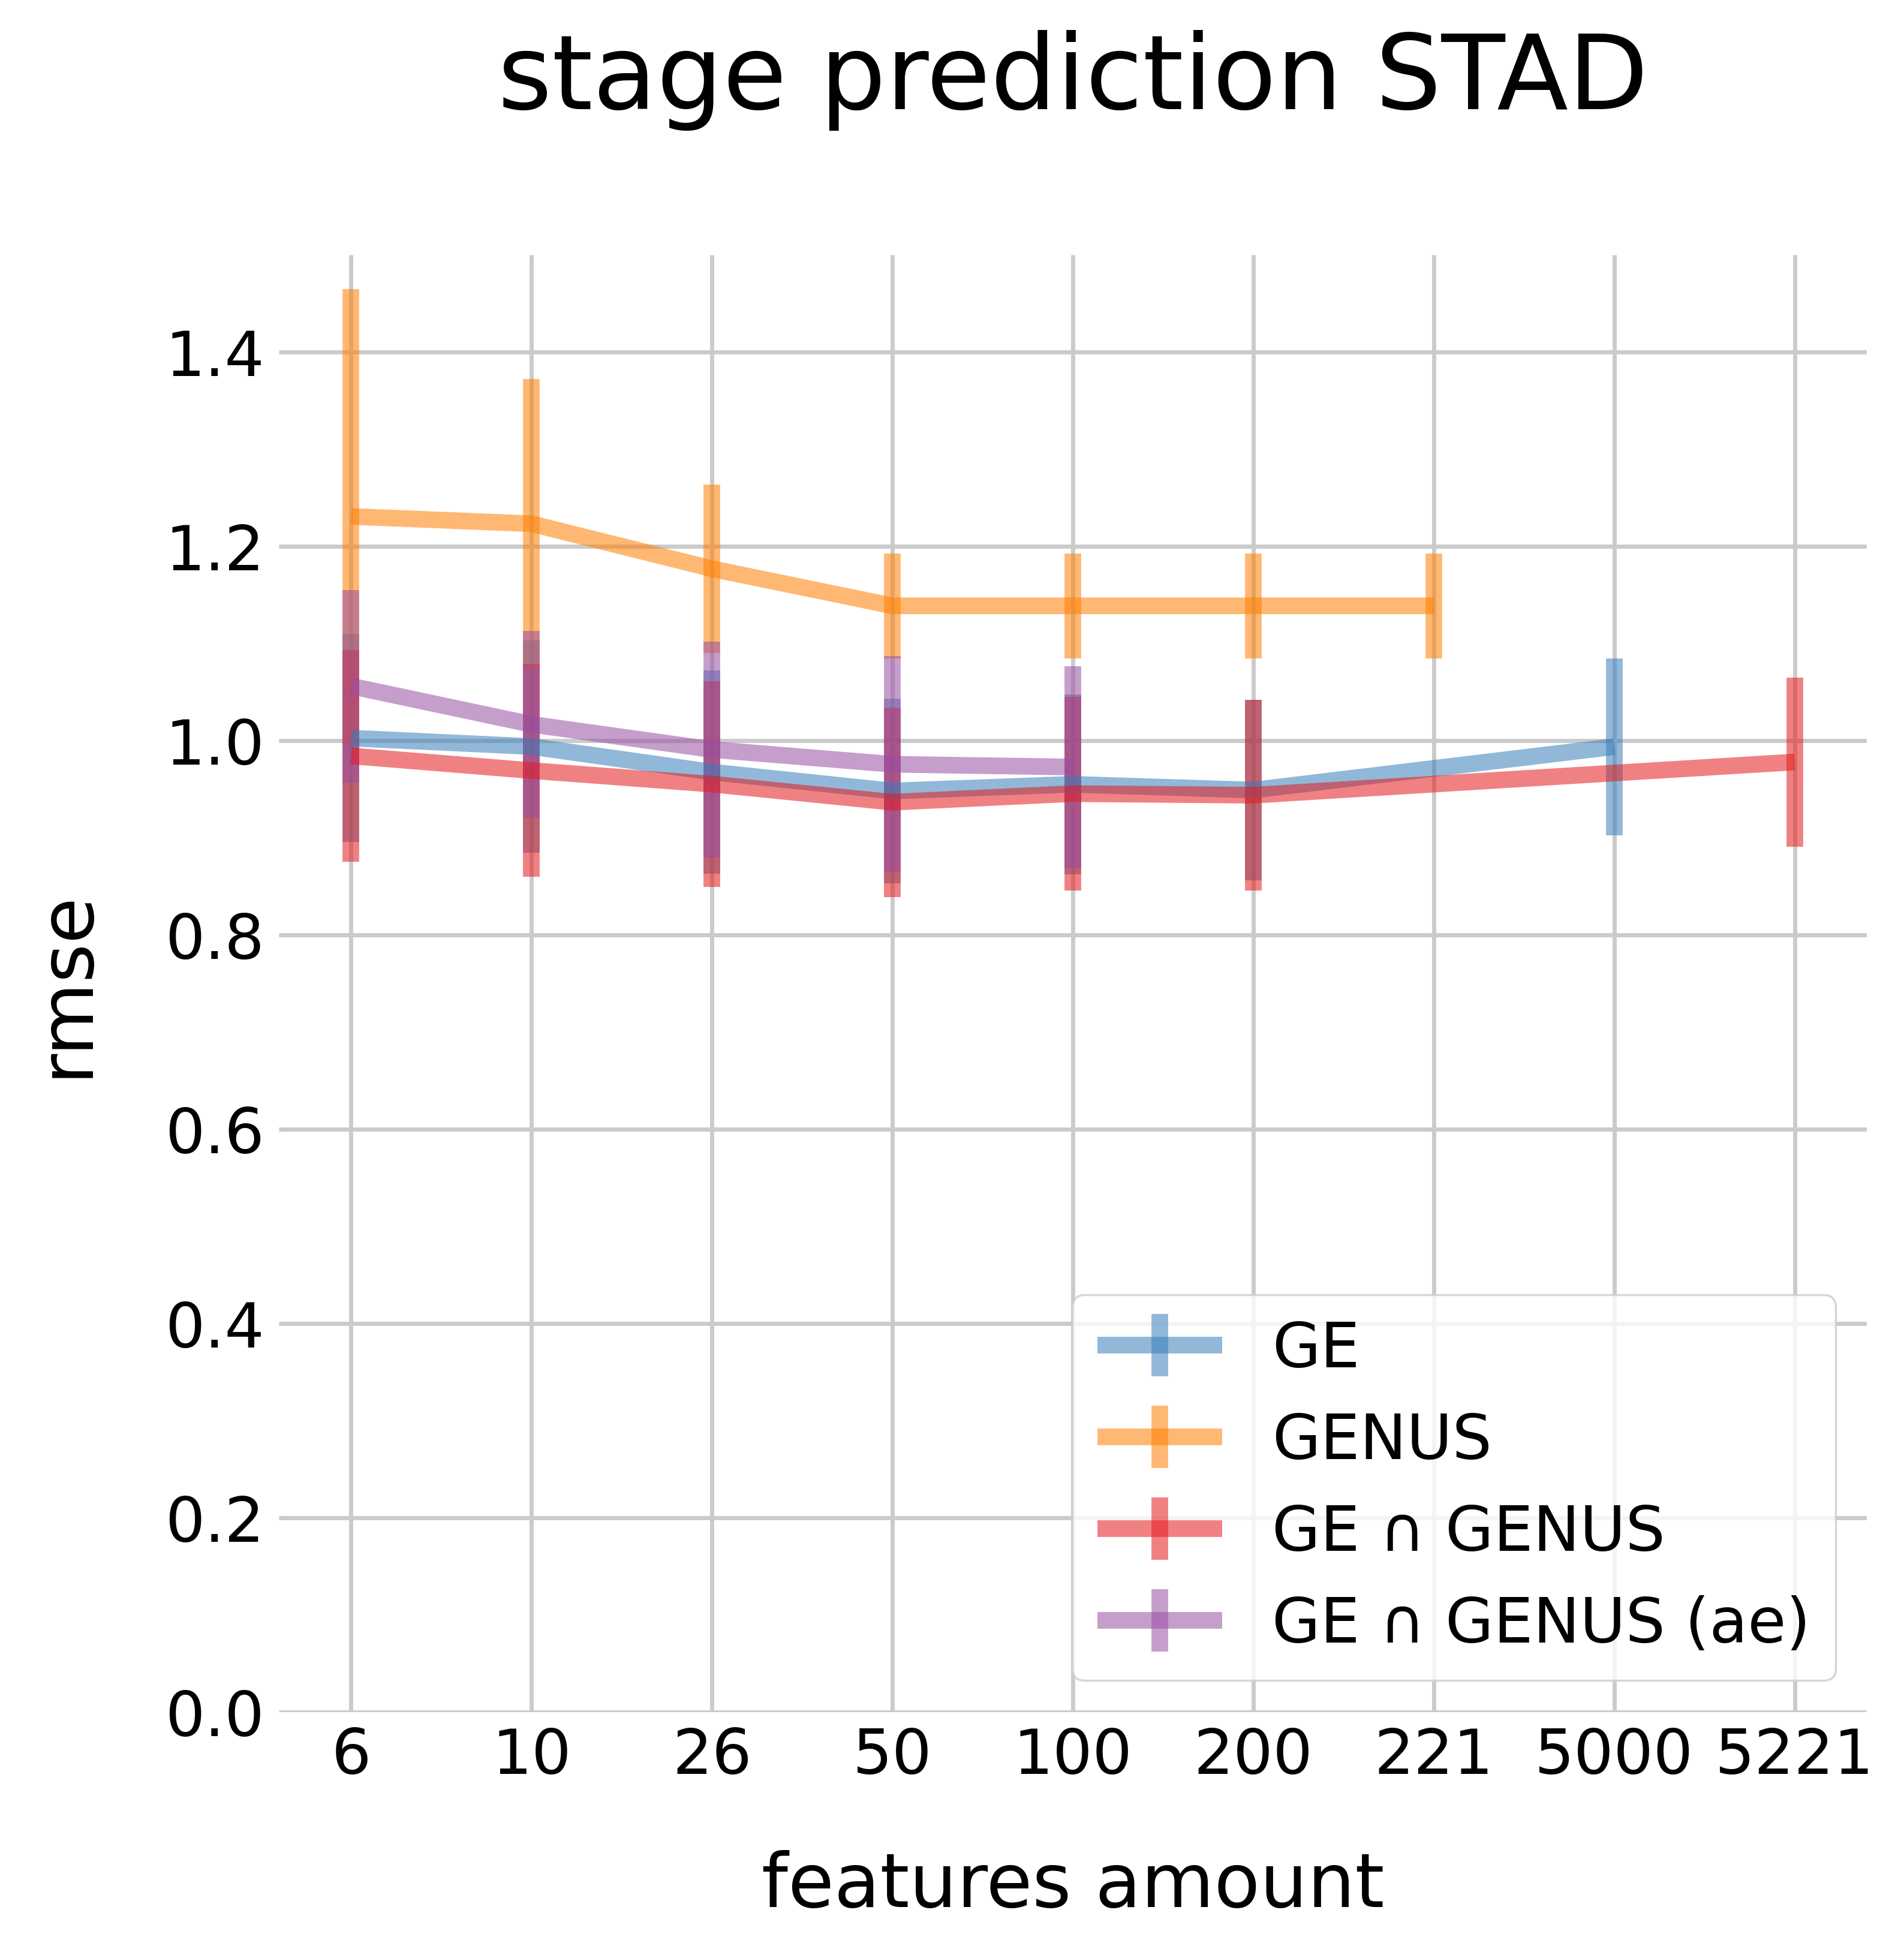 stage prediction STAD
1.4
1.2
1.0
0.8
0.6
0.4
0.2
0.0
rmse
GE
GENUS
GE ∩ GENUS
GE ∩ GENUS (ae)
6 10 26 50 100 200 221 5000 5221
features amount